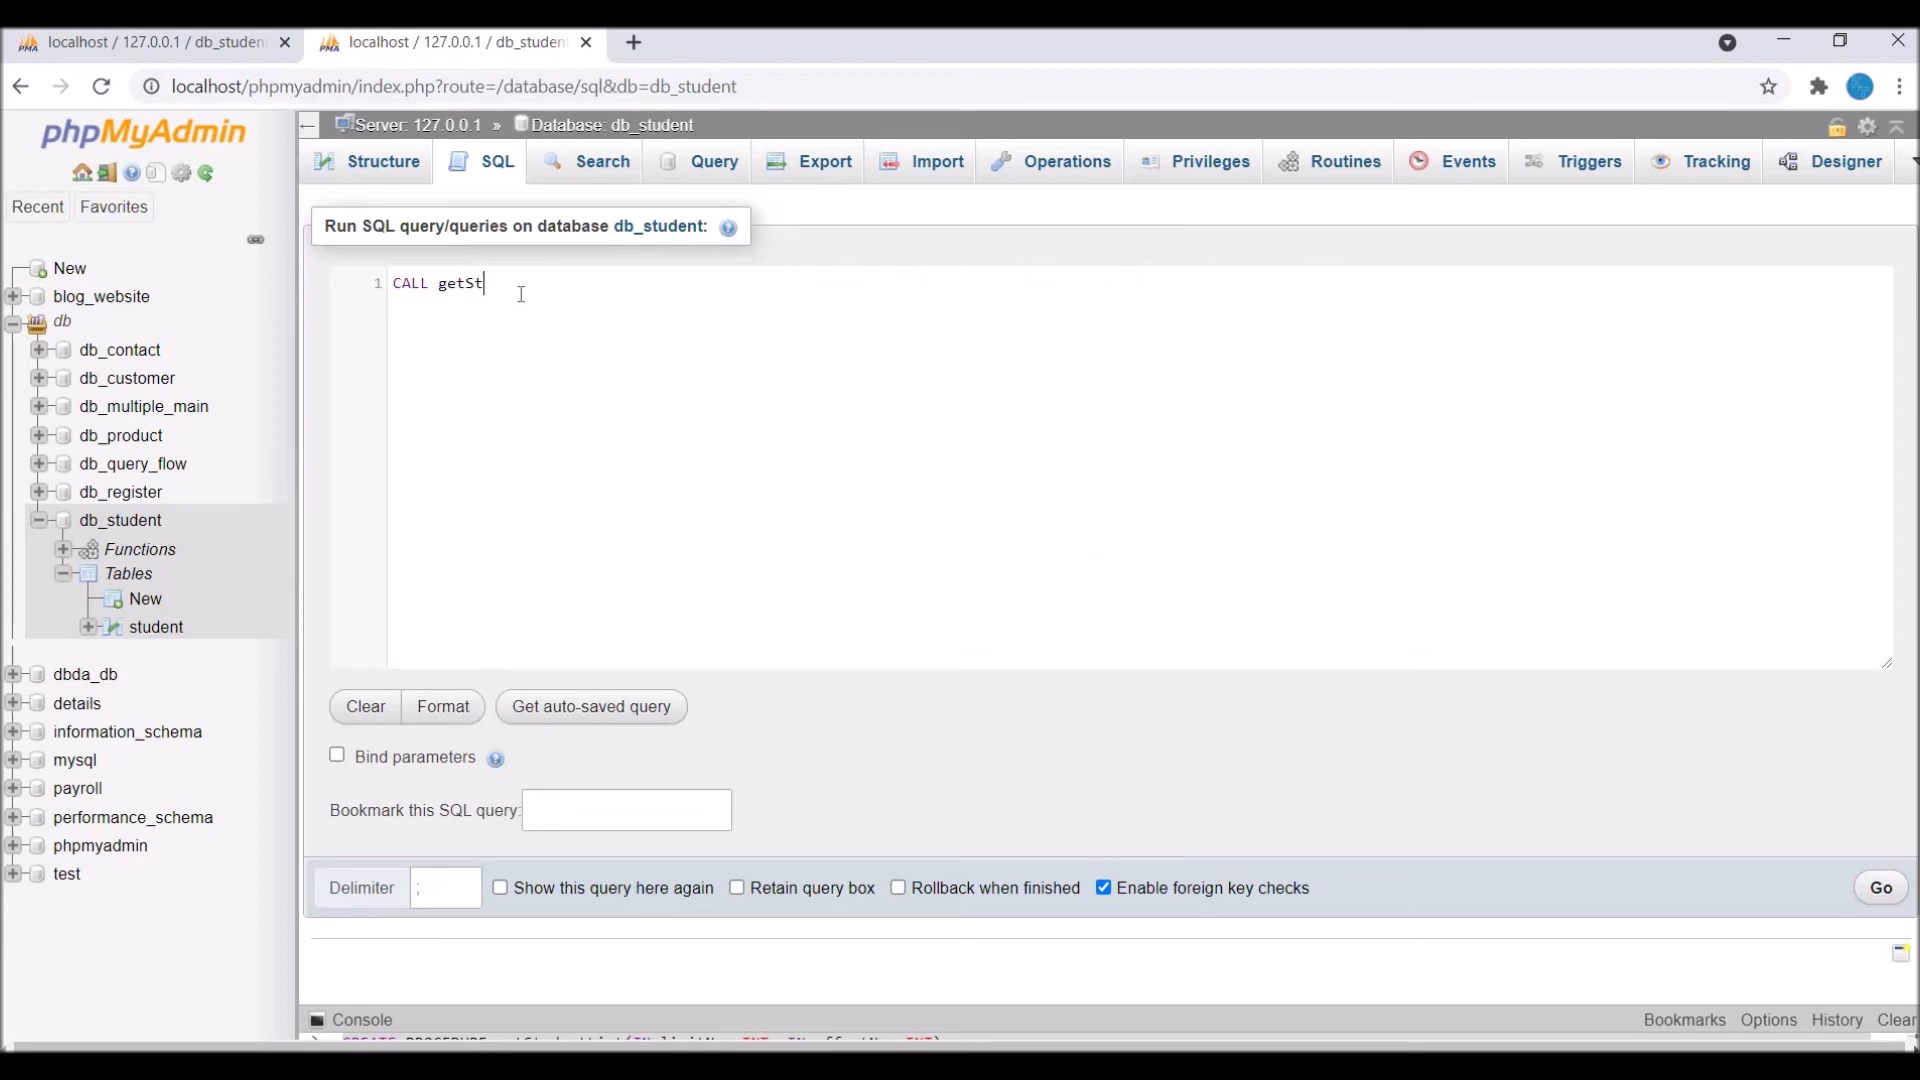 localhost / 127.0.0.1 / db_studen
localhost / 127.0.0.1 / db_studen
localhost/phpmyadmin/index.php?route=/database/sql&db=db_student
phpMyAdmin
Recent Favorites
New
blog_website
db
db_contact
db_customer
db_multiple_main
db_product
db_query_flow
db_register
db_student
Functions
Tables
New
student
dbda_db
details
information_schema
mysql
payroll
performance_schema
phpmyadmin
test
Server: 127.0.0.1 » Database: db_student
Structure SQL Search Query Export Import Operations Privileges Routines Events Triggers Tracking Designer
Run SQL query/queries on database db_student:
1 CALL getSt
Clear Format Get auto-saved query
Bind parameters
Bookmark this SQL query:
Delimiter ; Show this query here again Retain query box Rollback when finished Enable foreign key checks Go
Console Bookmarks Options History Clear